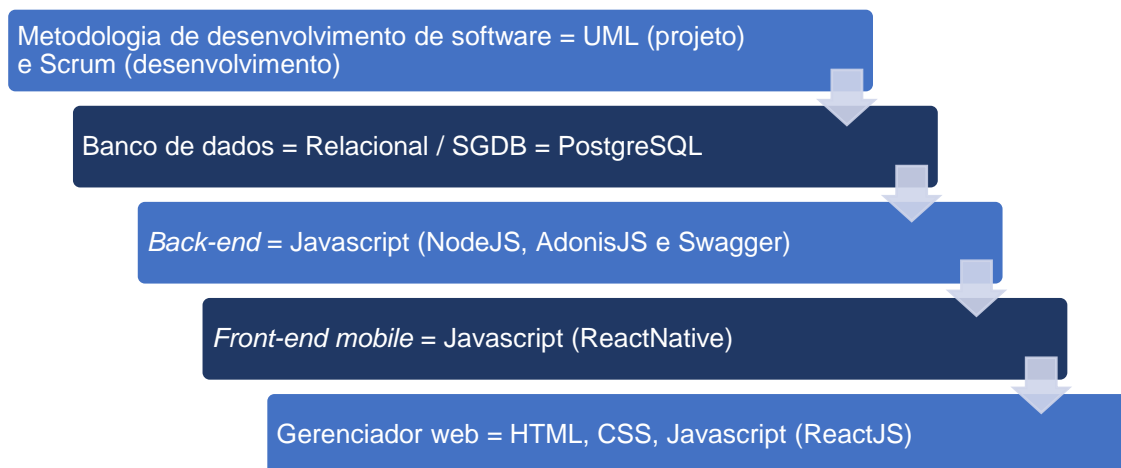 Metodologia de desenvolvimento de software = UML (projeto)
e Scrum (desenvolvimento)
Banco de dados = Relacional / SGDB = PostgreSQL
Back-end = Javascript (NodeJS, AdonisJS e Swagger)
Front-end mobile = Javascript (ReactNative)
Gerenciador web = HTML, CSS, Javascript (ReactJS)